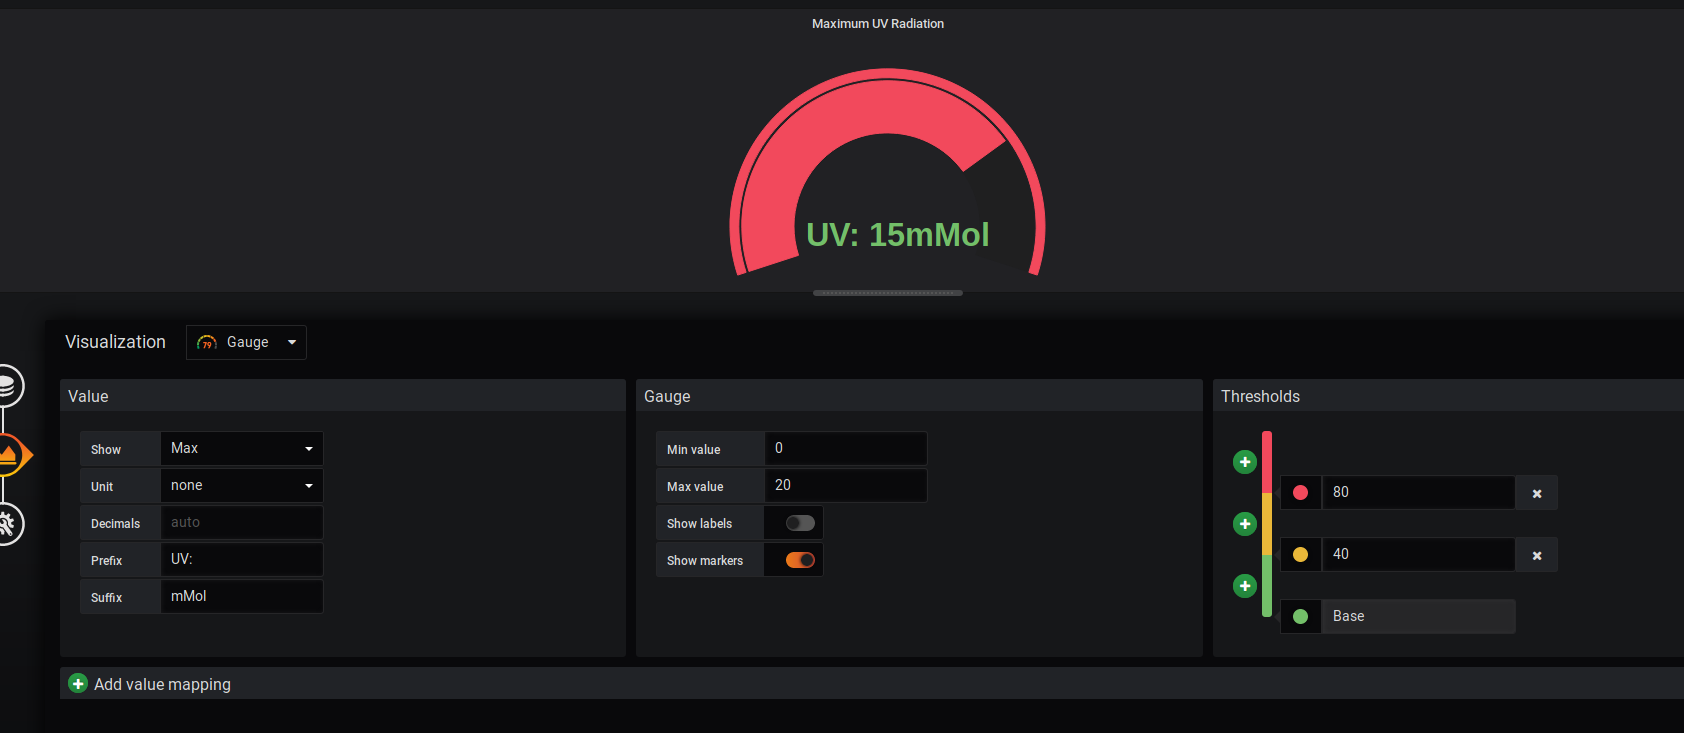 Maximum UV Radiation
UV: 15mMol
Visualization
79
Gauge
Value
Show
Max
Unit
none
Decimals
auto
Prefix
UV:
Suffix
mMol
Gauge
Min value
0
Max value
20
Show labels
Show markers
Thresholds
80
40
Base
Add value mapping